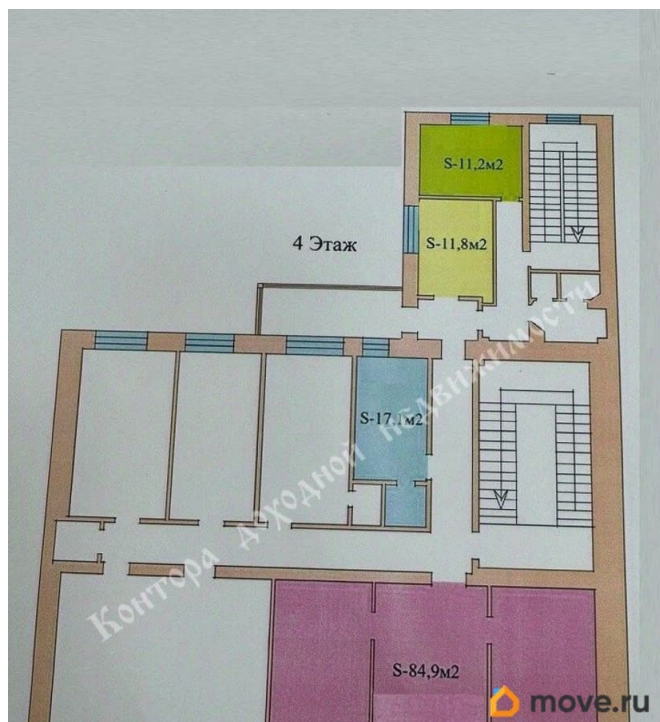 S-11,2м2
S-11,8м2
4 Этаж
S-17,1м2
Контора доходной недвижимости
S-84,9м2
move.ru